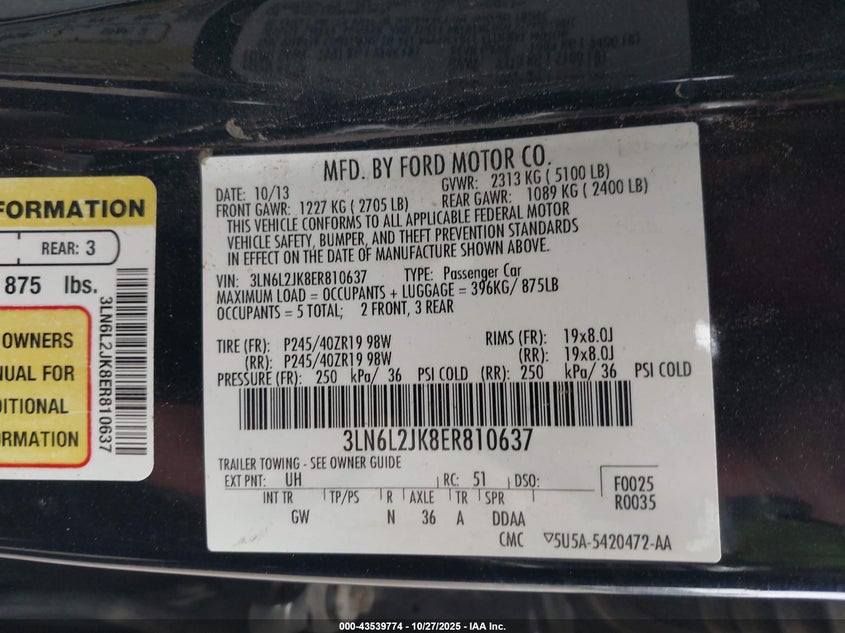 MFD. BY FORD MOTOR CO.
DATE: 10/13 GVWR: 2313 KG ( 5100 LB)
FRONT GAWR: 1227 KG ( 2705 LB) REAR GAWR: 1089 KG ( 2400 LB)
THIS VEHICLE CONFORMS TO ALL APPLICABLE FEDERAL MOTOR
VEHICLE SAFETY, BUMPER, AND THEFT PREVENTION STANDARDS
IN EFFECT ON THE DATE OF MANUFACTURE SHOWN ABOVE.
VIN: 3LN6L2JK8ER810637 TYPE: Passenger Car
MAXIMUM LOAD = OCCUPANTS + LUGGAGE = 396KG/ 875LB
OCCUPANTS = 5 TOTAL; 2 FRONT, 3 REAR
TIRE (FR): P245/40ZR19 98W RIMS (FR): 19x8.0J
(RR): P245/40ZR19 98W (RR): 19x8.0J
PRESSURE (FR): 250 kPa/ 36 PSI COLD (RR): 250 kPa/ 36 PSI COLD
3LN6L2JK8ER810637
TRAILER TOWING - SEE OWNER GUIDE
EXT PNT: UH RC: 51 DSO:
INT TR TP/PS R AXLE TR SPR
GW N 36 A DDAA
F0025
R0035
CMC ▽5U5A-5420472-AA
FORMATION
REAR: 3
875 lbs.
OWNERS
NUAL FOR
DITIONAL
ORMATION
3LN6L2JK8ER810637
000-43539774 | 10/27/2025 - IAA Inc.